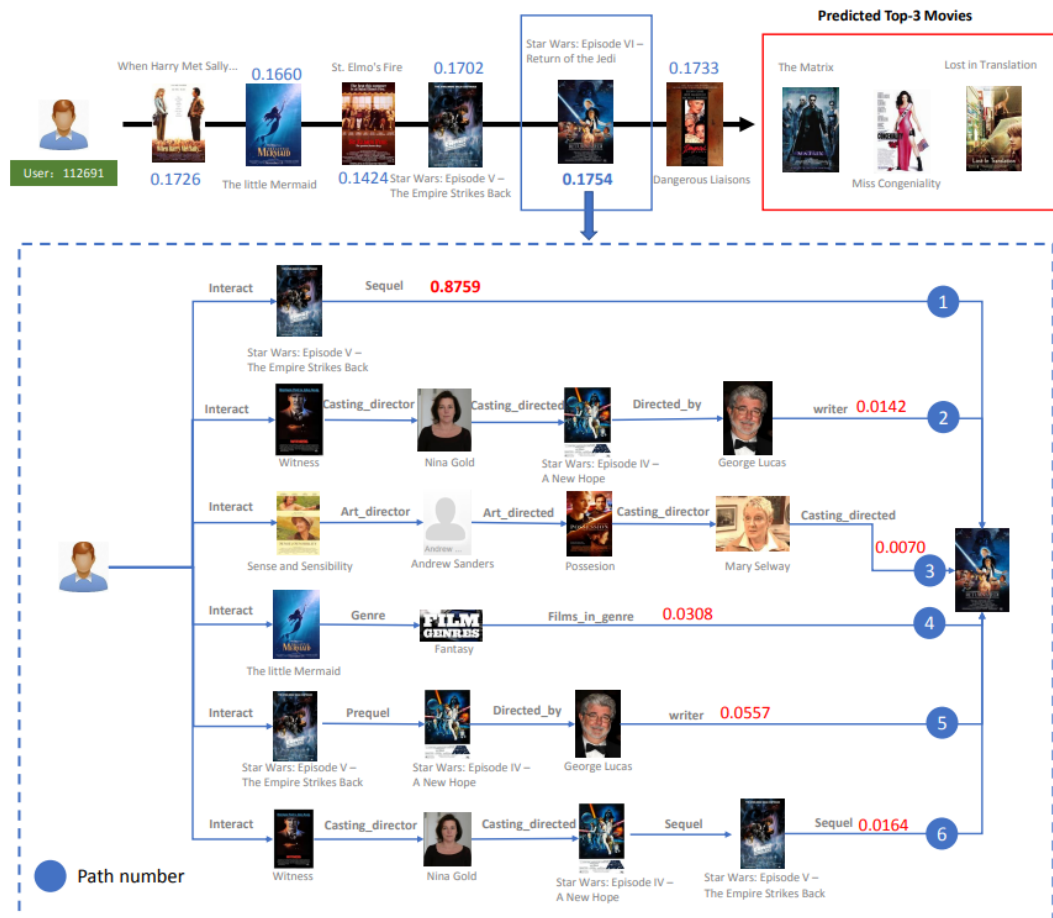 Predicted Top-3 Movies
When Harry Met Sally...
0.1660
St. Elmo's Fire
0.1702
Star Wars: Episode VI –
Return of the Jedi
0.1733
The Matrix
Lost in Translation
User: 112691
0.1726
The little Mermaid
0.1424
Star Wars: Episode V –
The Empire Strikes Back
0.1754
Dangerous Liaisons
Miss Congeniality
Interact
Sequel
0.8759
1
Star Wars: Episode V –
The Empire Strikes Back
Interact
Casting_director
Casting_directed
Directed_by
writer
0.0142
2
Witness
Nina Gold
Star Wars: Episode IV –
A New Hope
George Lucas
Interact
Art_director
Art_directed
Casting_director
Casting_directed
0.0070
3
Andrew ...
Sense and Sensibility
Andrew Sanders
Possesion
Mary Selway
Interact
Genre
FILM
GENRES
Films_in_genre
0.0308
4
The little Mermaid
Fantasy
Interact
Prequel
Directed_by
writer
0.0557
5
Star Wars: Episode V –
The Empire Strikes Back
Star Wars: Episode IV –
A New Hope
George Lucas
Interact
Casting_director
Casting_directed
Sequel
Sequel
0.0164
6
Witness
Nina Gold
Star Wars: Episode IV –
A New Hope
Star Wars: Episode V –
The Empire Strikes Back
Path number